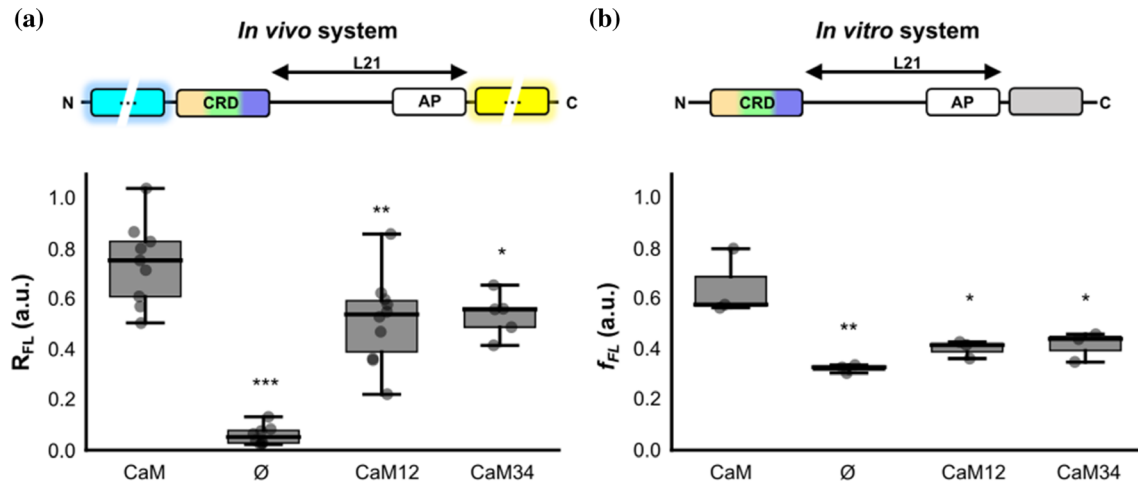 (a)
In vivo system
L21
N ... CRD AP ... C
R_FL (a.u.)
1.0
0.8
0.6
0.4
0.2
0.0
**
*
***
CaM Ø CaM12 CaM34
(b)
In vitro system
L21
N CRD AP C
f_FL (a.u.)
1.0
0.8
0.6
0.4
0.2
0.0
**
*
*
CaM Ø CaM12 CaM34